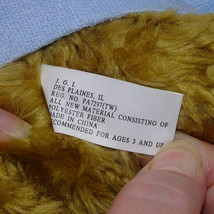 I. G. I.
DES PLAINES, IL
REG. NO. PA7297(TW)
ALL NEW MATERIAL CONSISTING OF
POLYESTER FIBER
MADE IN CHINA
RECOMMENDED FOR AGES 3 AND UP